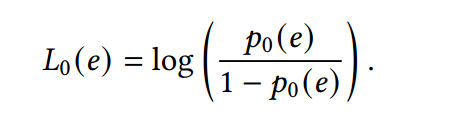 L₀(e) = log ( p₀(e) / (1 − p₀(e)) ) .